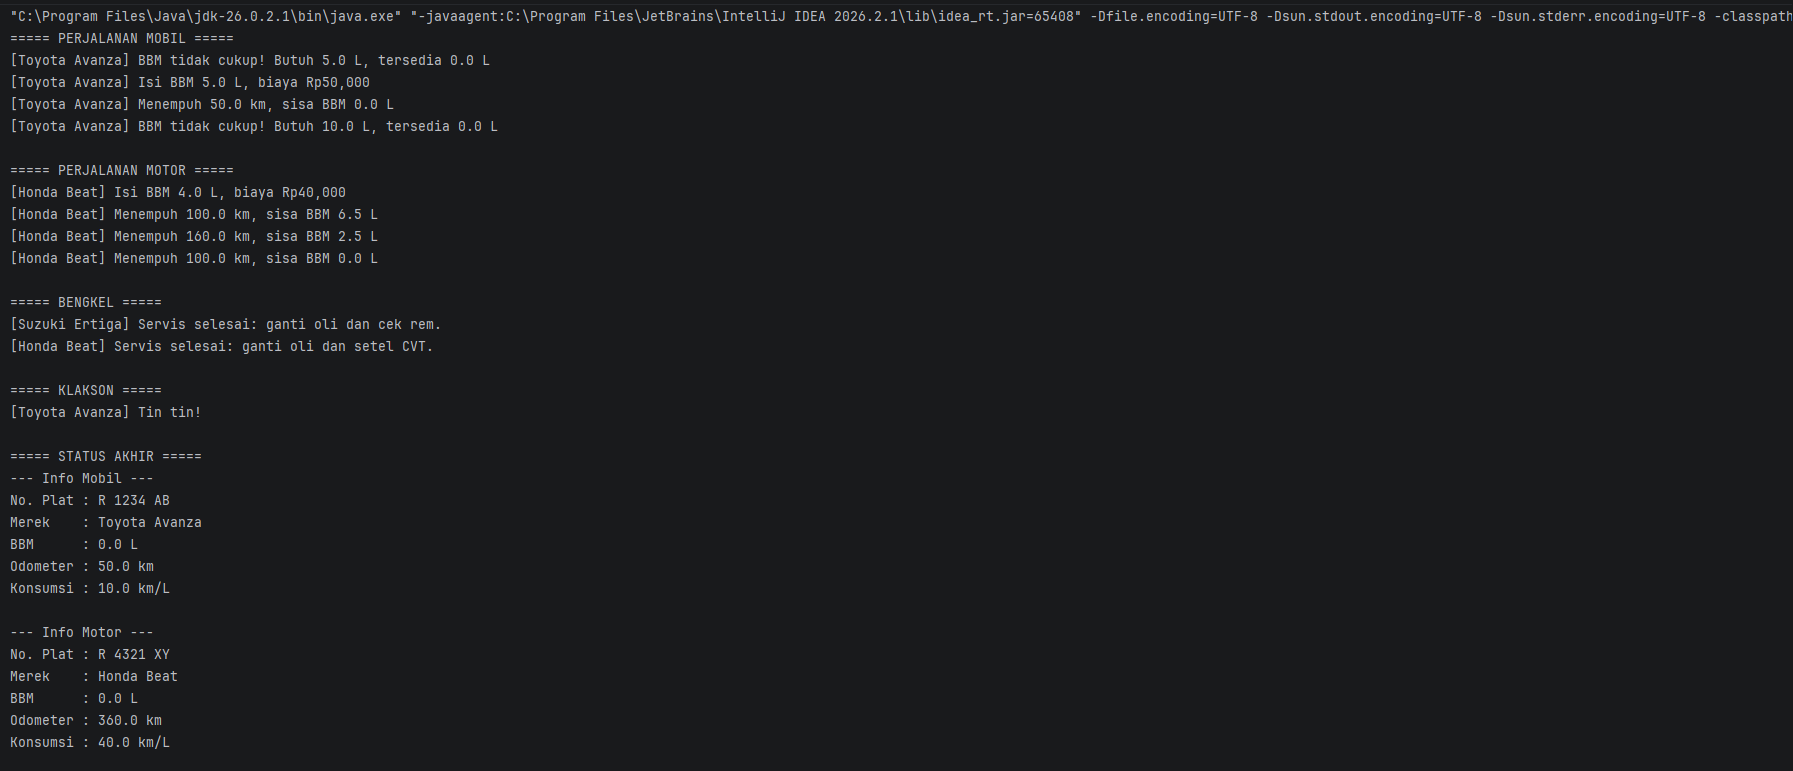 "C:\Program Files\Java\jdk-26.0.2.1\bin\java.exe" "-javaagent:C:\Program Files\JetBrains\IntelliJ IDEA 2026.2.1\lib\idea_rt.jar=65408" -Dfile.encoding=UTF-8 -Dsun.stdout.encoding=UTF-8 -Dsun.stderr.encoding=UTF-8 -classpath
===== PERJALANAN MOBIL =====
[Toyota Avanza] BBM tidak cukup! Butuh 5.0 L, tersedia 0.0 L
[Toyota Avanza] Isi BBM 5.0 L, biaya Rp50,000
[Toyota Avanza] Menempuh 50.0 km, sisa BBM 0.0 L
[Toyota Avanza] BBM tidak cukup! Butuh 10.0 L, tersedia 0.0 L
===== PERJALANAN MOTOR =====
[Honda Beat] Isi BBM 4.0 L, biaya Rp40,000
[Honda Beat] Menempuh 100.0 km, sisa BBM 6.5 L
[Honda Beat] Menempuh 160.0 km, sisa BBM 2.5 L
[Honda Beat] Menempuh 100.0 km, sisa BBM 0.0 L
===== BENGKEL =====
[Suzuki Ertiga] Servis selesai: ganti oli dan cek rem.
[Honda Beat] Servis selesai: ganti oli dan setel CVT.
===== KLAKSON =====
[Toyota Avanza] Tin tin!
===== STATUS AKHIR =====
--- Info Mobil ---
No. Plat : R 1234 AB
Merek    : Toyota Avanza
BBM      : 0.0 L
Odometer : 50.0 km
Konsumsi : 10.0 km/L
--- Info Motor ---
No. Plat : R 4321 XY
Merek    : Honda Beat
BBM      : 0.0 L
Odometer : 360.0 km
Konsumsi : 40.0 km/L